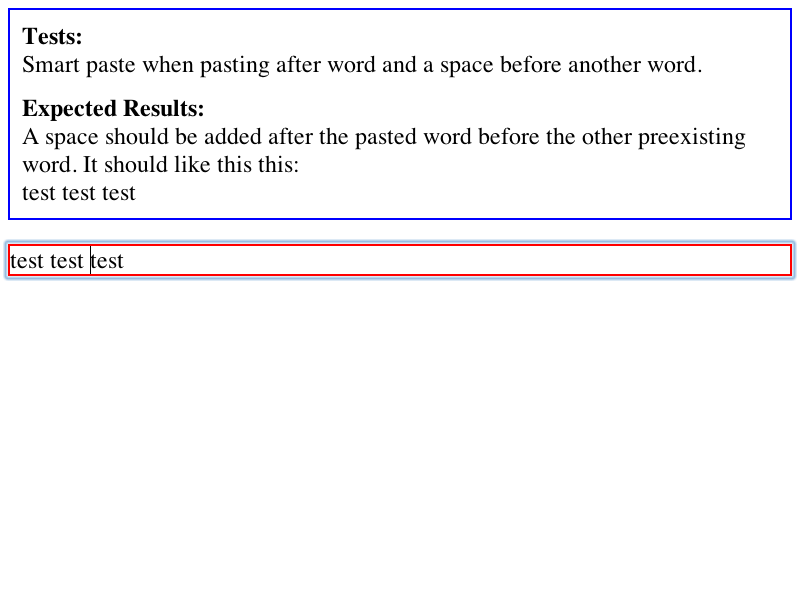 Tests:
Smart paste when pasting after word and a space before another word.
Expected Results:
A space should be added after the pasted word before the other preexisting
word. It should like this this:
test test test
test test test